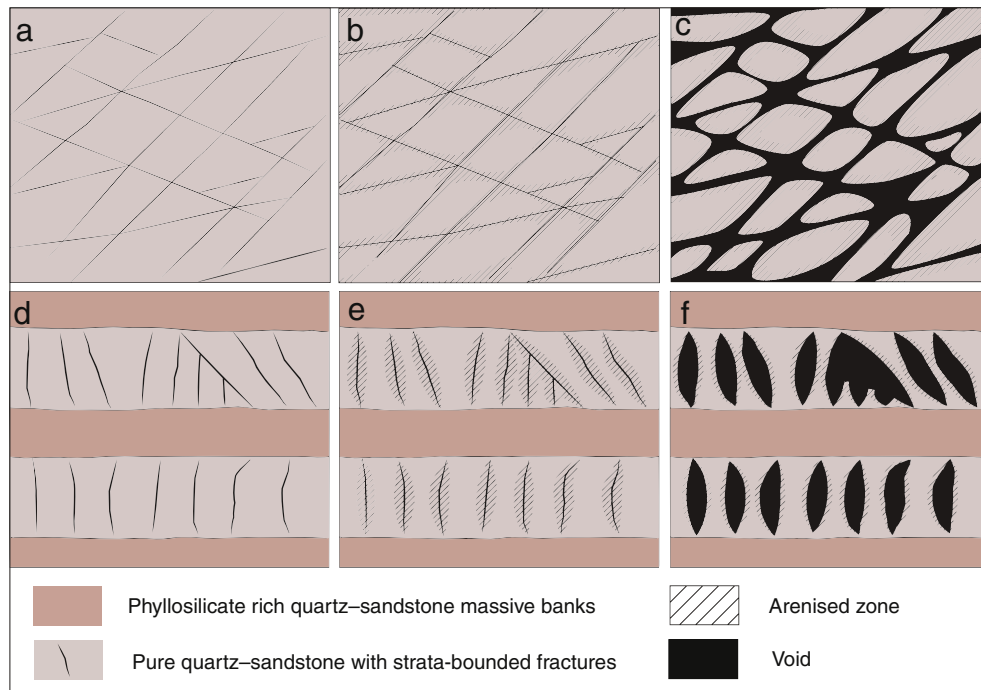 a
b
c
d
e
f
Phyllosilicate rich quartz–sandstone massive banks
Arenised zone
Pure quartz–sandstone with strata-bounded fractures
Void